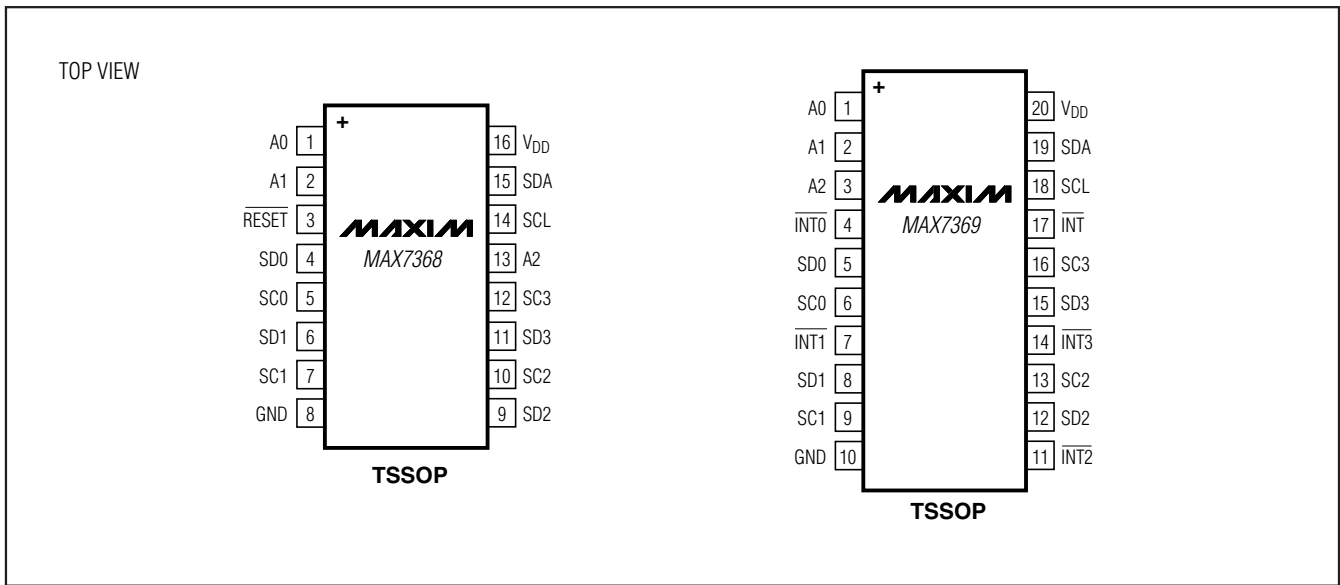 TOP VIEW
+
A0 1 16 VDD
A1 2 15 SDA
RESET 3 14 SCL
MAXIM
MAX7368
SD0 4 13 A2
SC0 5 12 SC3
SD1 6 11 SD3
SC1 7 10 SC2
GND 8 9 SD2
TSSOP
+
A0 1 20 VDD
A1 2 19 SDA
A2 3 18 SCL
MAXIM
MAX7369
INT0 4 17 INT
SD0 5 16 SC3
SC0 6 15 SD3
INT1 7 14 INT3
SD1 8 13 SC2
SC1 9 12 SD2
GND 10 11 INT2
TSSOP